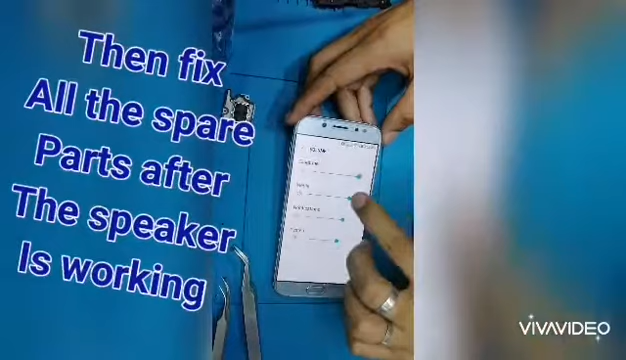 Then fix
All the spare
Parts after
The speaker
Is working
VIVAVIDEO